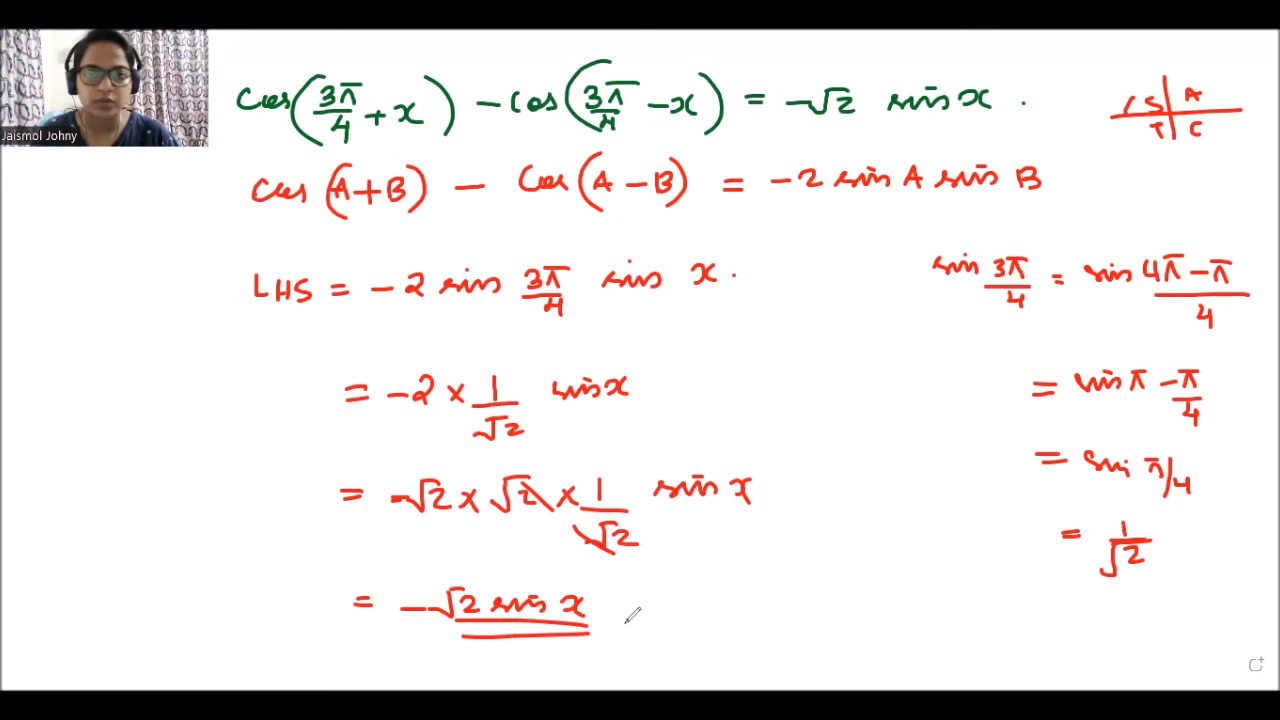 Jaismol Johny
cos(3π/4 + x) - cos(3π/4 - x) = -√2 sin x .
S A
T C
cos(A+B) - cos(A-B) = -2 sin A sin B
LHS = -2 sin 3π/4 sin x .
= -2 × 1/√2 sin x
= -√2 × √2 × 1/√2 sin x
= -√2 sin x
sin 3π/4 = sin 4π-π/4
= sin π - π/4
= sin π/4
= 1/√2